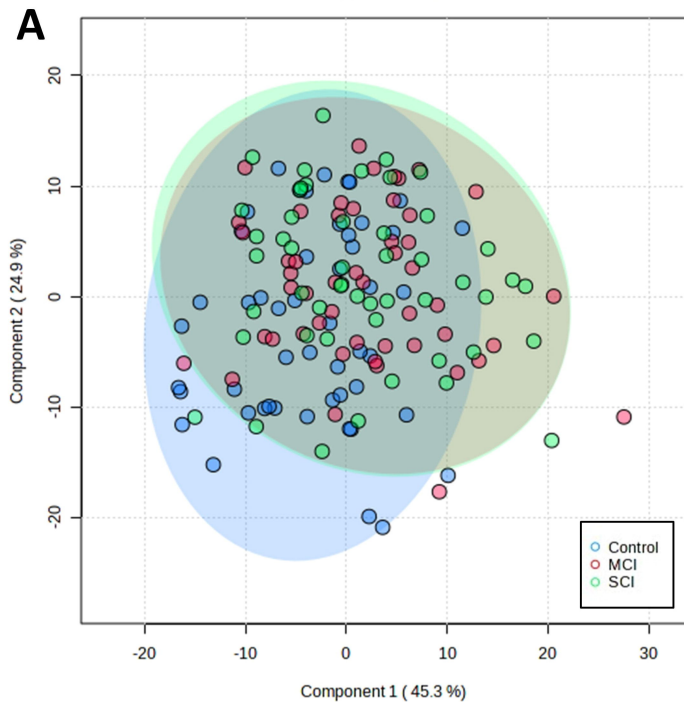 A
20
10
0
-10
-20
Component 2 ( 24.9 %)
Control
MCI
SCI
-20
-10
0
10
20
30
Component 1 ( 45.3 %)